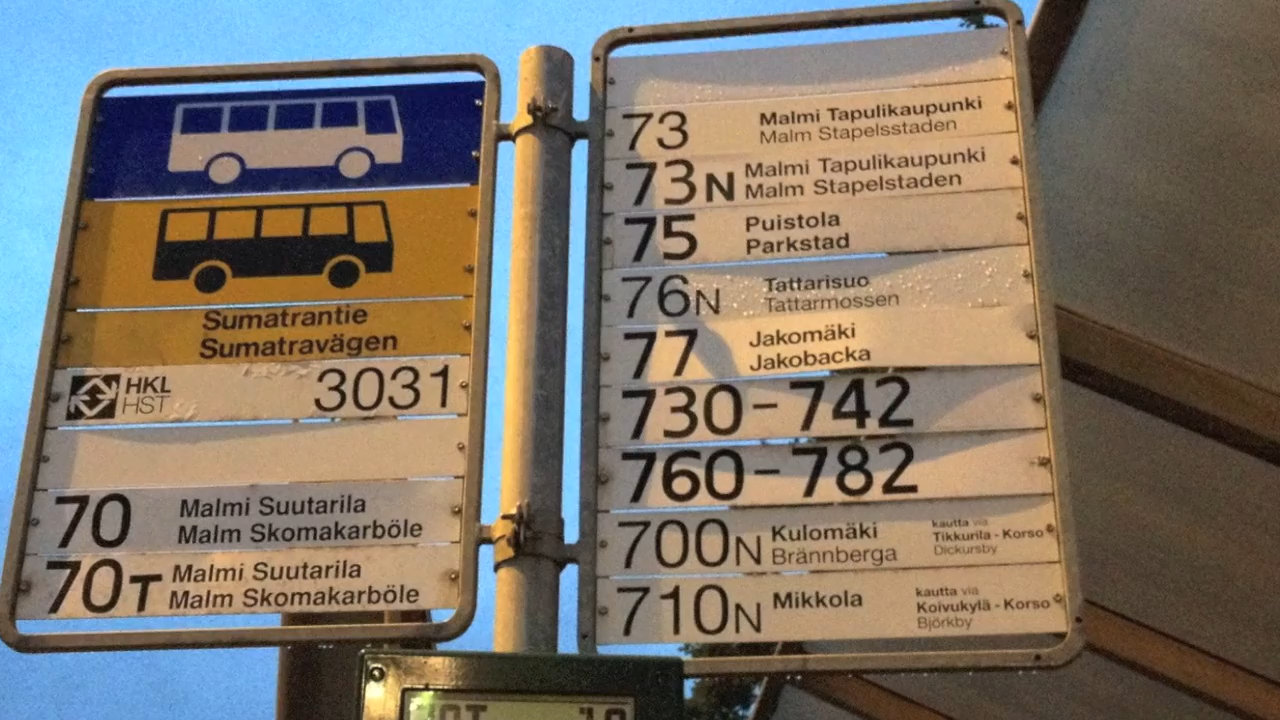 Sumatrantie
Sumatravägen
HKL
HST
3031
70 Malmi Suutarila
Malm Skomakarböle
70T Malmi Suutarila
Malm Skomakarböle
73 Malmi Tapulikaupunki
Malm Stapelsstaden
73N Malmi Tapulikaupunki
Malm Stapelstaden
75 Puistola
Parkstad
76N Tattarisuo
Tattarmossen
77 Jakomäki
Jakobacka
730-742
760-782
700N Kulomäki kautta via
Brännberga Tikkurila - Korso
Dickursby
710N Mikkola kautta via
Koivukylä - Korso
Björkby